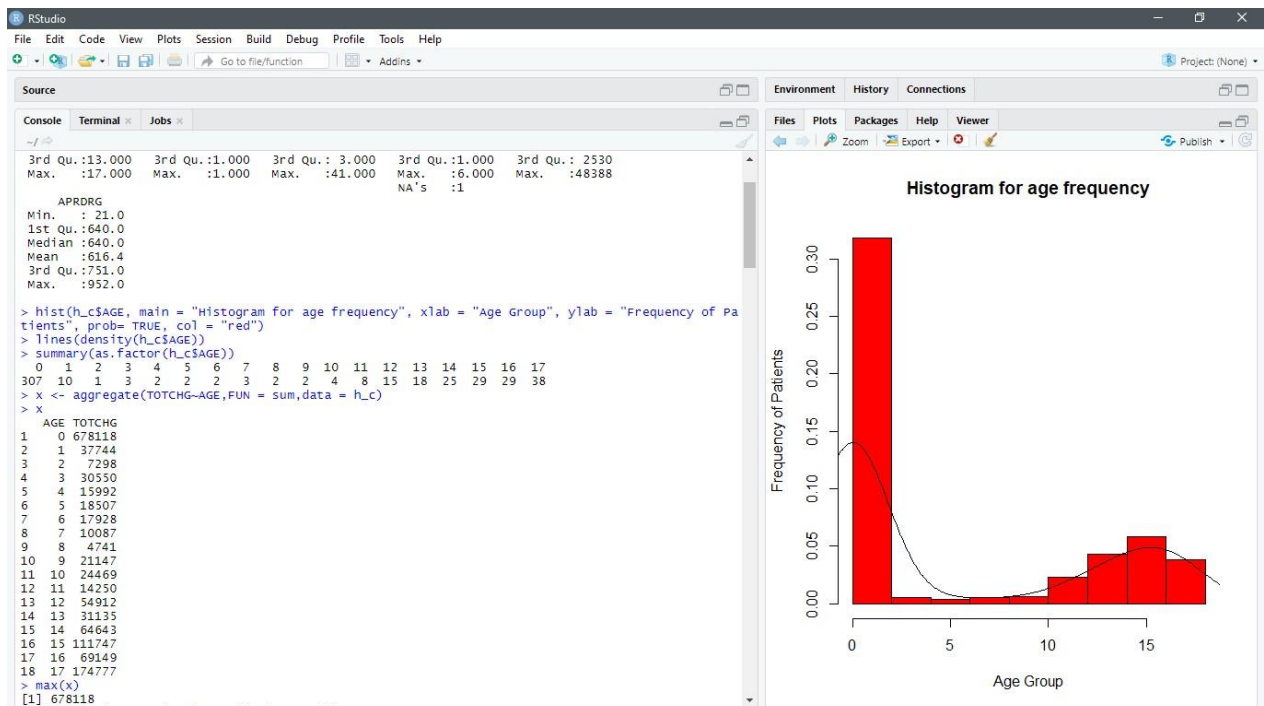 RStudio
File Edit Code View Plots Session Build Debug Profile Tools Help
Go to file/function Addins Project: (None)
Source
Console Terminal Jobs
~/
3rd Qu.:13.000 3rd Qu.:1.000 3rd Qu.: 3.000 3rd Qu.:1.000 3rd Qu.: 2530
Max. :17.000 Max. :1.000 Max. :41.000 Max. :6.000 Max. :48388
NA's :1
APRDRG
Min. : 21.0
1st Qu.:640.0
Median :640.0
Mean :616.4
3rd Qu.:751.0
Max. :952.0
> hist(h_c$AGE, main = "Histogram for age frequency", xlab = "Age Group", ylab = "Frequency of Pa
tients", prob= TRUE, col = "red")
> lines(density(h_c$AGE))
> summary(as.factor(h_c$AGE))
0 1 2 3 4 5 6 7 8 9 10 11 12 13 14 15 16 17
307 10 1 3 2 2 2 3 2 2 4 8 15 18 25 29 29 38
> x <- aggregate(TOTCHG~AGE,FUN = sum,data = h_c)
> x
AGE TOTCHG
1 0 678118
2 1 37744
3 2 7298
4 3 30550
5 4 15992
6 5 18507
7 6 17928
8 7 10087
9 8 4741
10 9 21147
11 10 24469
12 11 14250
13 12 54912
14 13 31135
15 14 64643
16 15 111747
17 16 69149
18 17 174777
> max(x)
[1] 678118
Environment History Connections
Files Plots Packages Help Viewer
Zoom Export Publish
Histogram for age frequency
Frequency of Patients
0.30
0.25
0.20
0.15
0.10
0.05
0.00
0 5 10 15
Age Group